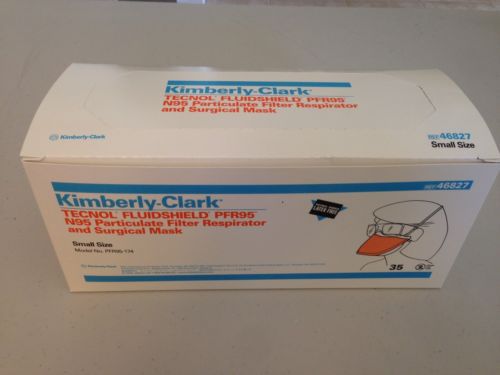 Kimberly-Clark
TECNOL FLUIDSHIELD PFR95
N95 Particulate Filter Respirator
and Surgical Mask
Kimberly-Clark
REF 46827
Small Size
REF 46827
Kimberly-Clark
TECNOL FLUIDSHIELD PFR95
N95 Particulate Filter Respirator
and Surgical Mask
LATEX FREE
Small Size
Model No. PFR95-174
Kimberly-Clark
35